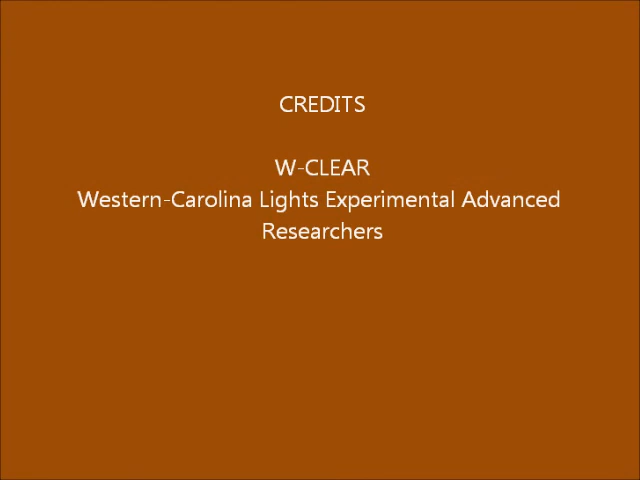 CREDITS
W-CLEAR
Western-Carolina Lights Experimental Advanced
Researchers